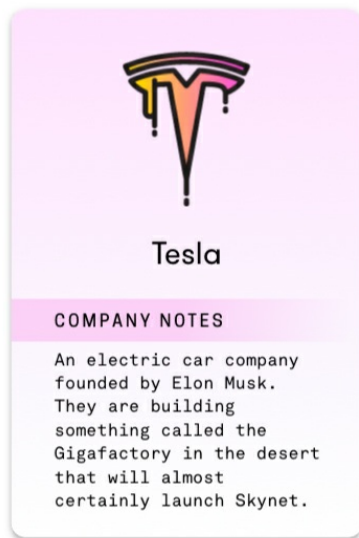 Tesla
COMPANY NOTES
An electric car company
founded by Elon Musk.
They are building
something called the
Gigafactory in the desert
that will almost
certainly launch Skynet.